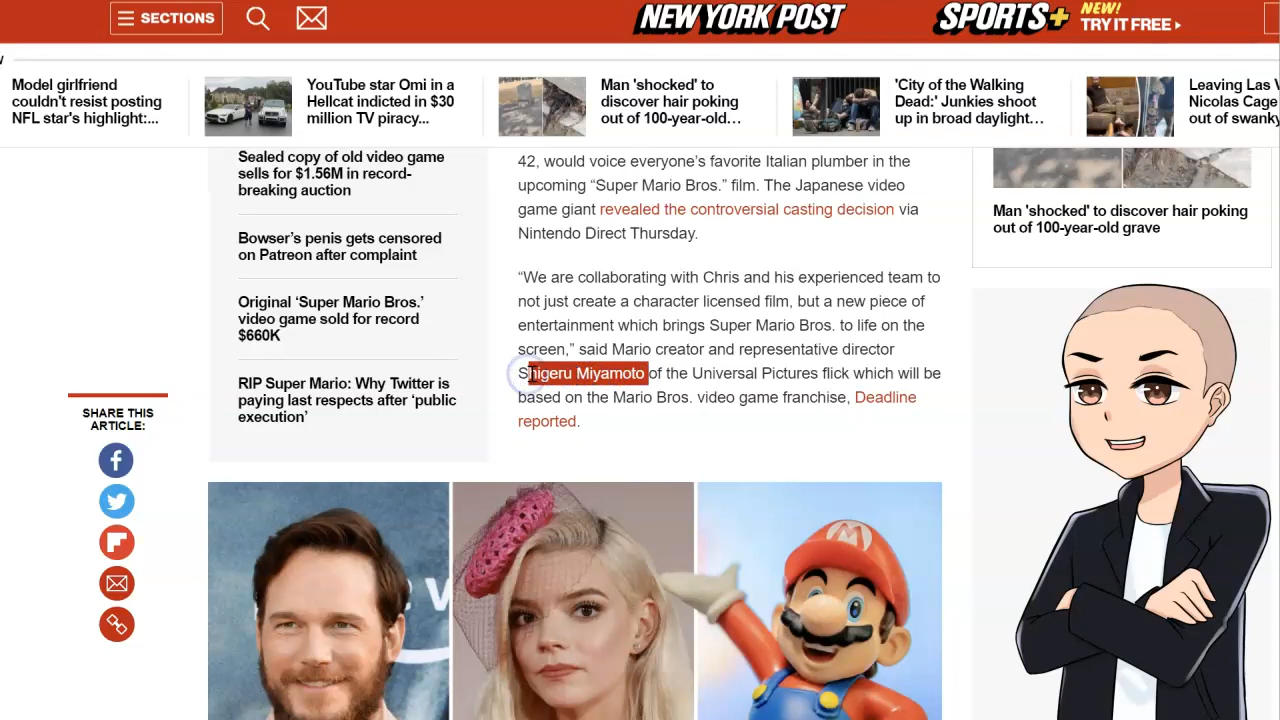 SECTIONS
NEW YORK POST
SPORTS+
NEW!
TRY IT FREE
Model girlfriend
couldn't resist posting
NFL star's highlight:...
YouTube star Omi in a
Hellcat indicted in $30
million TV piracy...
Man 'shocked' to
discover hair poking
out of 100-year-old...
'City of the Walking
Dead:' Junkies shoot
up in broad daylight...
Leaving Las
Nicolas Cage
out of swanky
Sealed copy of old video game
sells for $1.56M in record-
breaking auction
Bowser's penis gets censored
on Patreon after complaint
Original ‘Super Mario Bros.’
video game sold for record
$660K
RIP Super Mario: Why Twitter is
paying last respects after ‘public
execution’
SHARE THIS
ARTICLE:
42, would voice everyone’s favorite Italian plumber in the
upcoming “Super Mario Bros.” film. The Japanese video
game giant revealed the controversial casting decision via
Nintendo Direct Thursday.
“We are collaborating with Chris and his experienced team to
not just create a character licensed film, but a new piece of
entertainment which brings Super Mario Bros. to life on the
screen,” said Mario creator and representative director
Shigeru Miyamoto of the Universal Pictures flick which will be
based on the Mario Bros. video game franchise, Deadline
reported.
Man 'shocked' to discover hair poking
out of 100-year-old grave
M